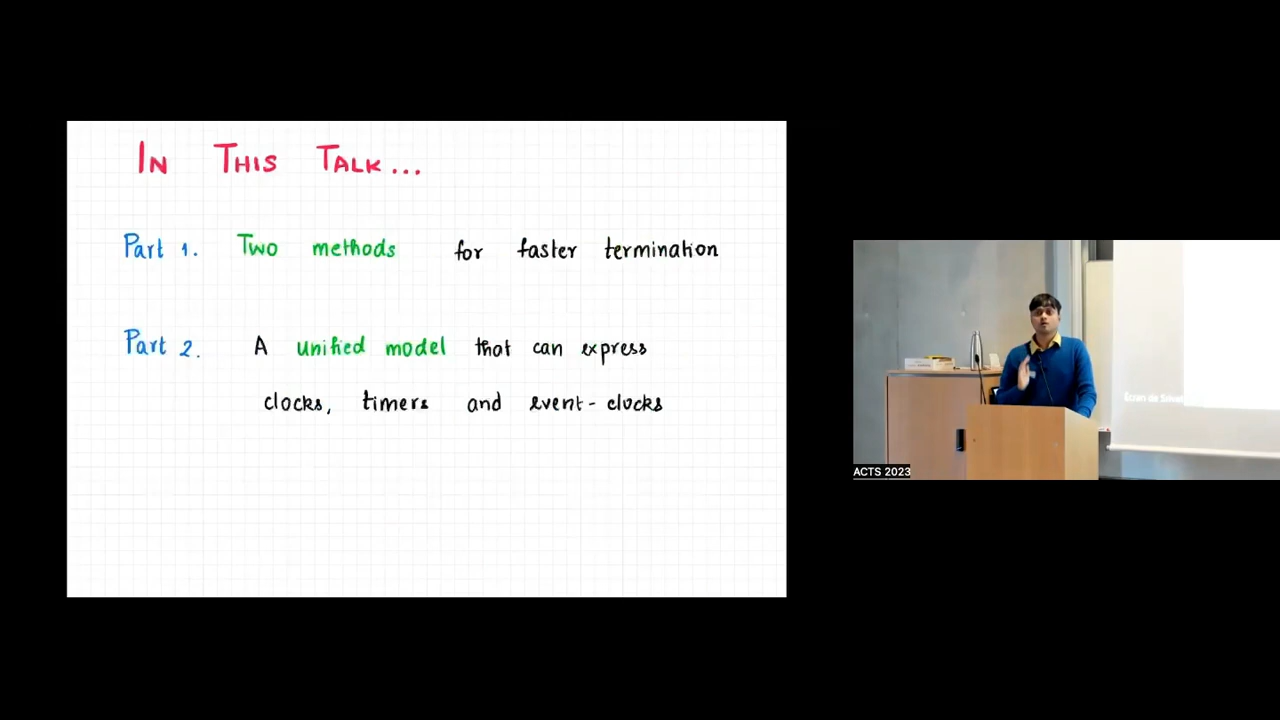 IN THIS TALK...
Part 1. Two methods for faster termination
Part 2. A unified model that can express
clocks, timers and event-clocks
ACTS 2023